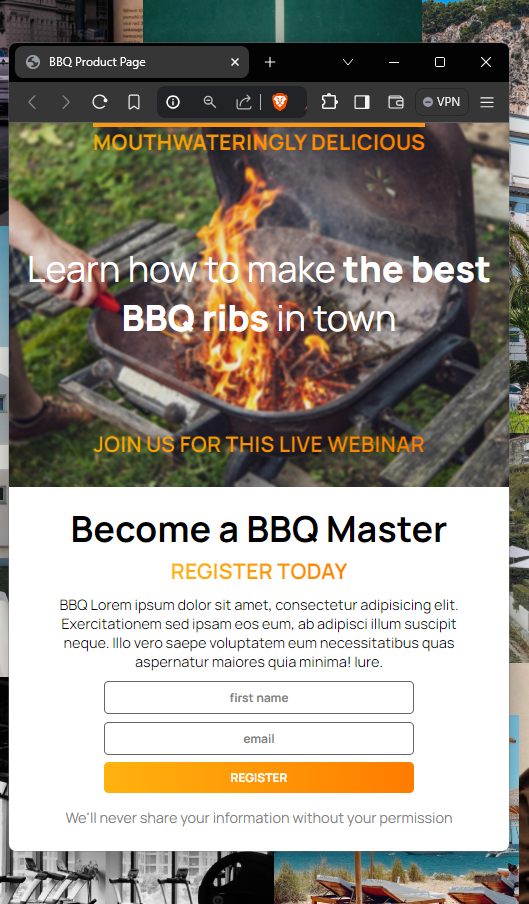 BBQ Product Page
VPN
MOUTHWATERINGLY DELICIOUS
Learn how to make the best
BBQ ribs in town
JOIN US FOR THIS LIVE WEBINAR
Become a BBQ Master
REGISTER TODAY
BBQ Lorem ipsum dolor sit amet, consectetur adipisicing elit.
Exercitationem sed ipsam eos eum, ab adipisci illum suscipit
neque. Illo vero saepe voluptatem eum necessitatibus quas
aspernatur maiores quia minima! Iure.
first name
email
REGISTER
We'll never share your information without your permission